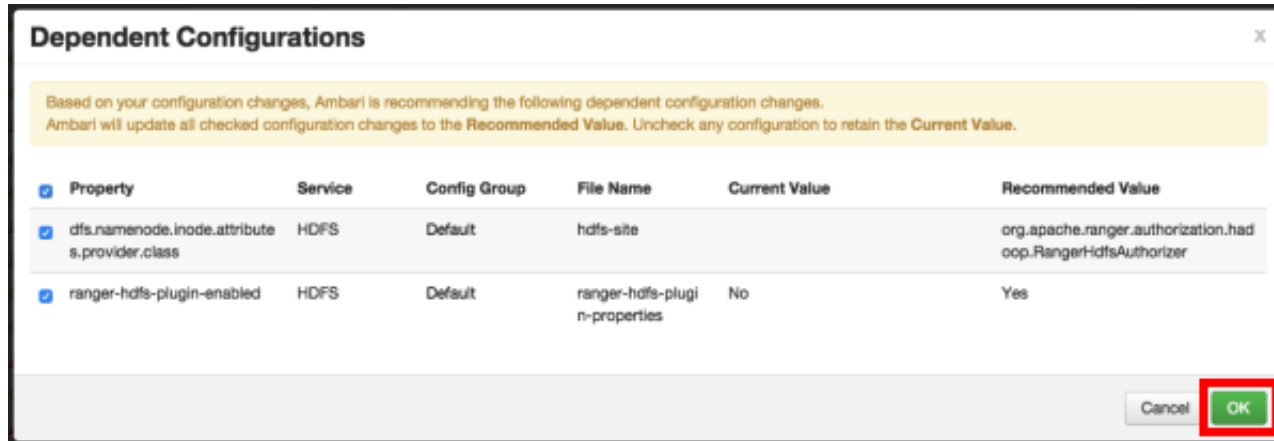 Dependent Configurations
X
Based on your configuration changes, Ambari is recommending the following dependent configuration changes.
Ambari will update all checked configuration changes to the Recommended Value. Uncheck any configuration to retain the Current Value.
Property Service Config Group File Name Current Value Recommended Value
dfs.namenode.inode.attribute HDFS Default hdfs-site org.apache.ranger.authorization.had
s.provider.class oop.RangerHdfsAuthorizer
ranger-hdfs-plugin-enabled HDFS Default ranger-hdfs-plugi No Yes
n-properties
Cancel OK